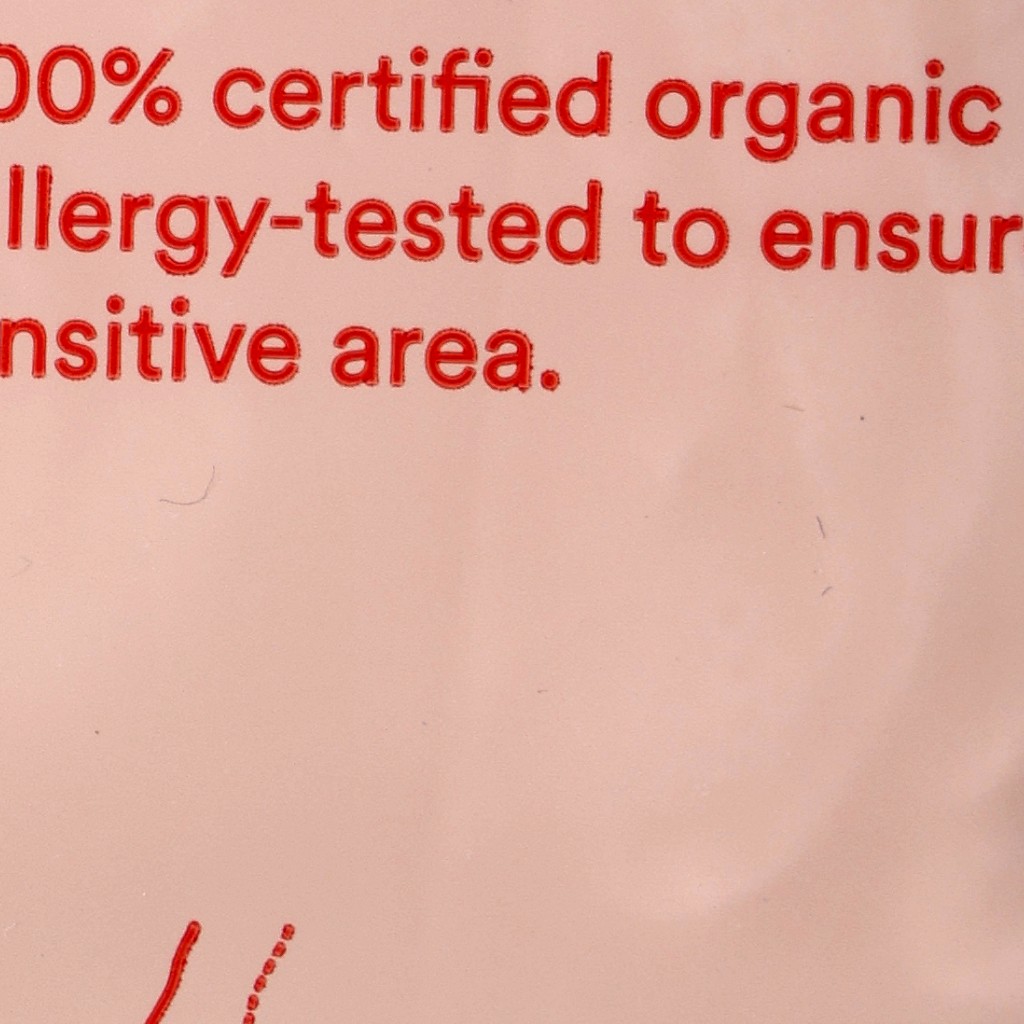 00% certified organic
llergy-tested to ensur
nsitive area.